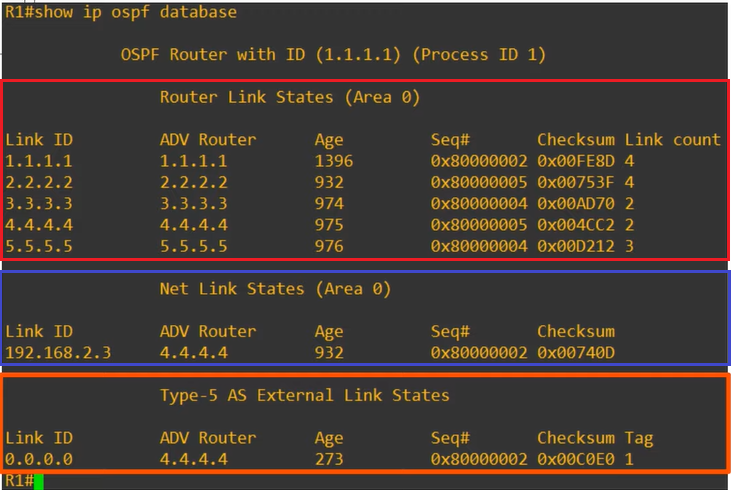 R1#show ip ospf database
OSPF Router with ID (1.1.1.1) (Process ID 1)
Router Link States (Area 0)
Link ID ADV Router Age Seq# Checksum Link count
1.1.1.1 1.1.1.1 1396 0x80000002 0x00FE8D 4
2.2.2.2 2.2.2.2 932 0x80000005 0x00753F 4
3.3.3.3 3.3.3.3 974 0x80000004 0x00AD70 2
4.4.4.4 4.4.4.4 975 0x80000005 0x004CC2 2
5.5.5.5 5.5.5.5 976 0x80000004 0x00D212 3
Net Link States (Area 0)
Link ID ADV Router Age Seq# Checksum
192.168.2.3 4.4.4.4 932 0x80000002 0x00740D
Type-5 AS External Link States
Link ID ADV Router Age Seq# Checksum Tag
0.0.0.0 4.4.4.4 273 0x80000002 0x00C0E0 1
R1#